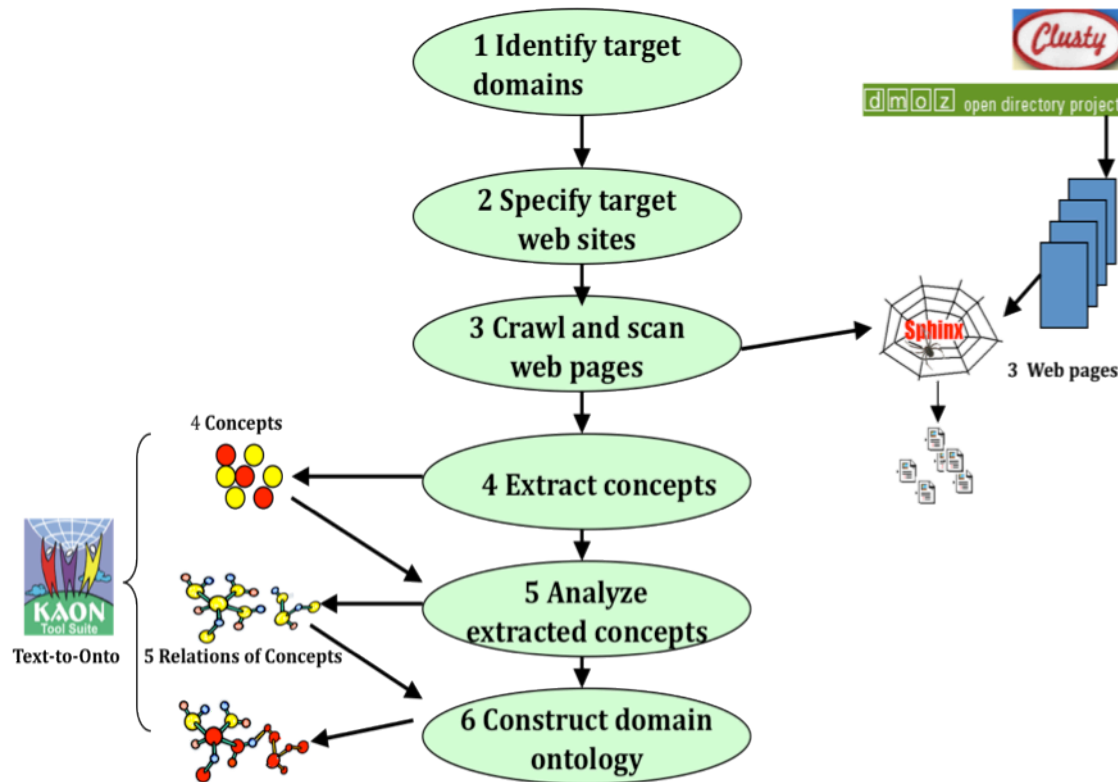 1 Identify target
domains
Clusty
dmoz open directory project
2 Specify target
web sites
3 Crawl and scan
web pages
Sphinx
3 Web pages
4 Concepts
4 Extract concepts
5 Analyze
extracted concepts
KAON
Tool Suite
Text-to-Onto
5 Relations of Concepts
6 Construct domain
ontology